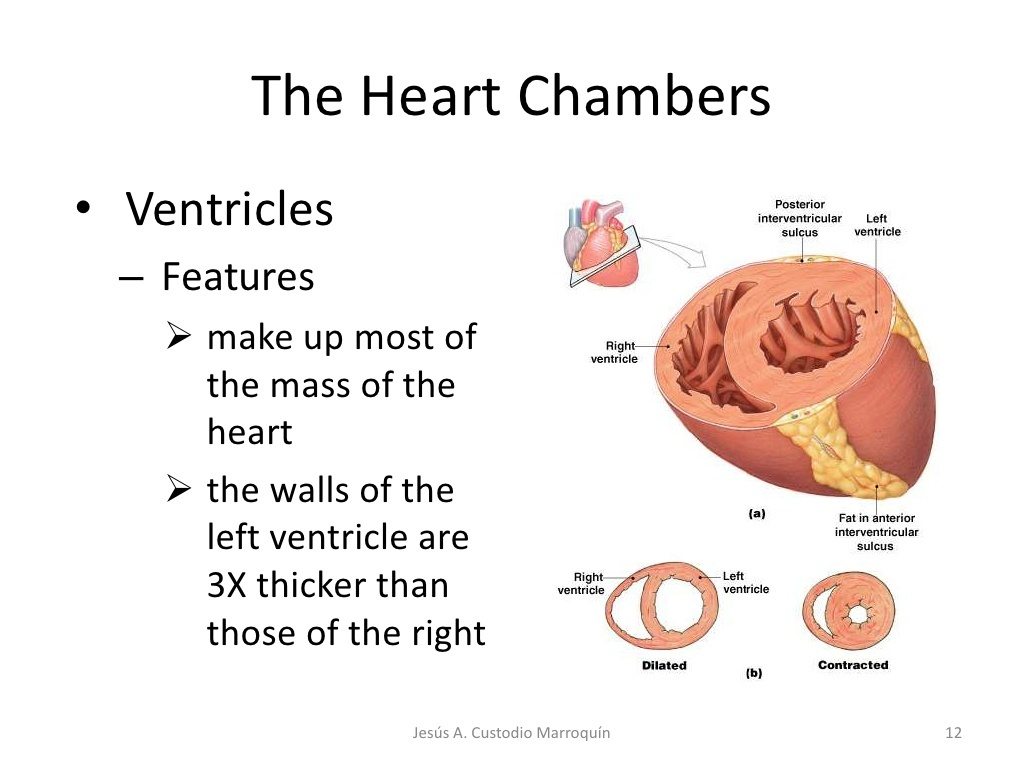 The Heart Chambers
• Ventricles
– Features
➢ make up most of
the mass of the
heart
➢ the walls of the
left ventricle are
3X thicker than
those of the right
Posterior
interventricular
sulcus
Left
ventricle
Right
ventricle
(a)
Fat in anterior
interventricular
sulcus
Right
ventricle
Left
ventricle
Dilated
(b)
Contracted
Jesús A. Custodio Marroquín
12